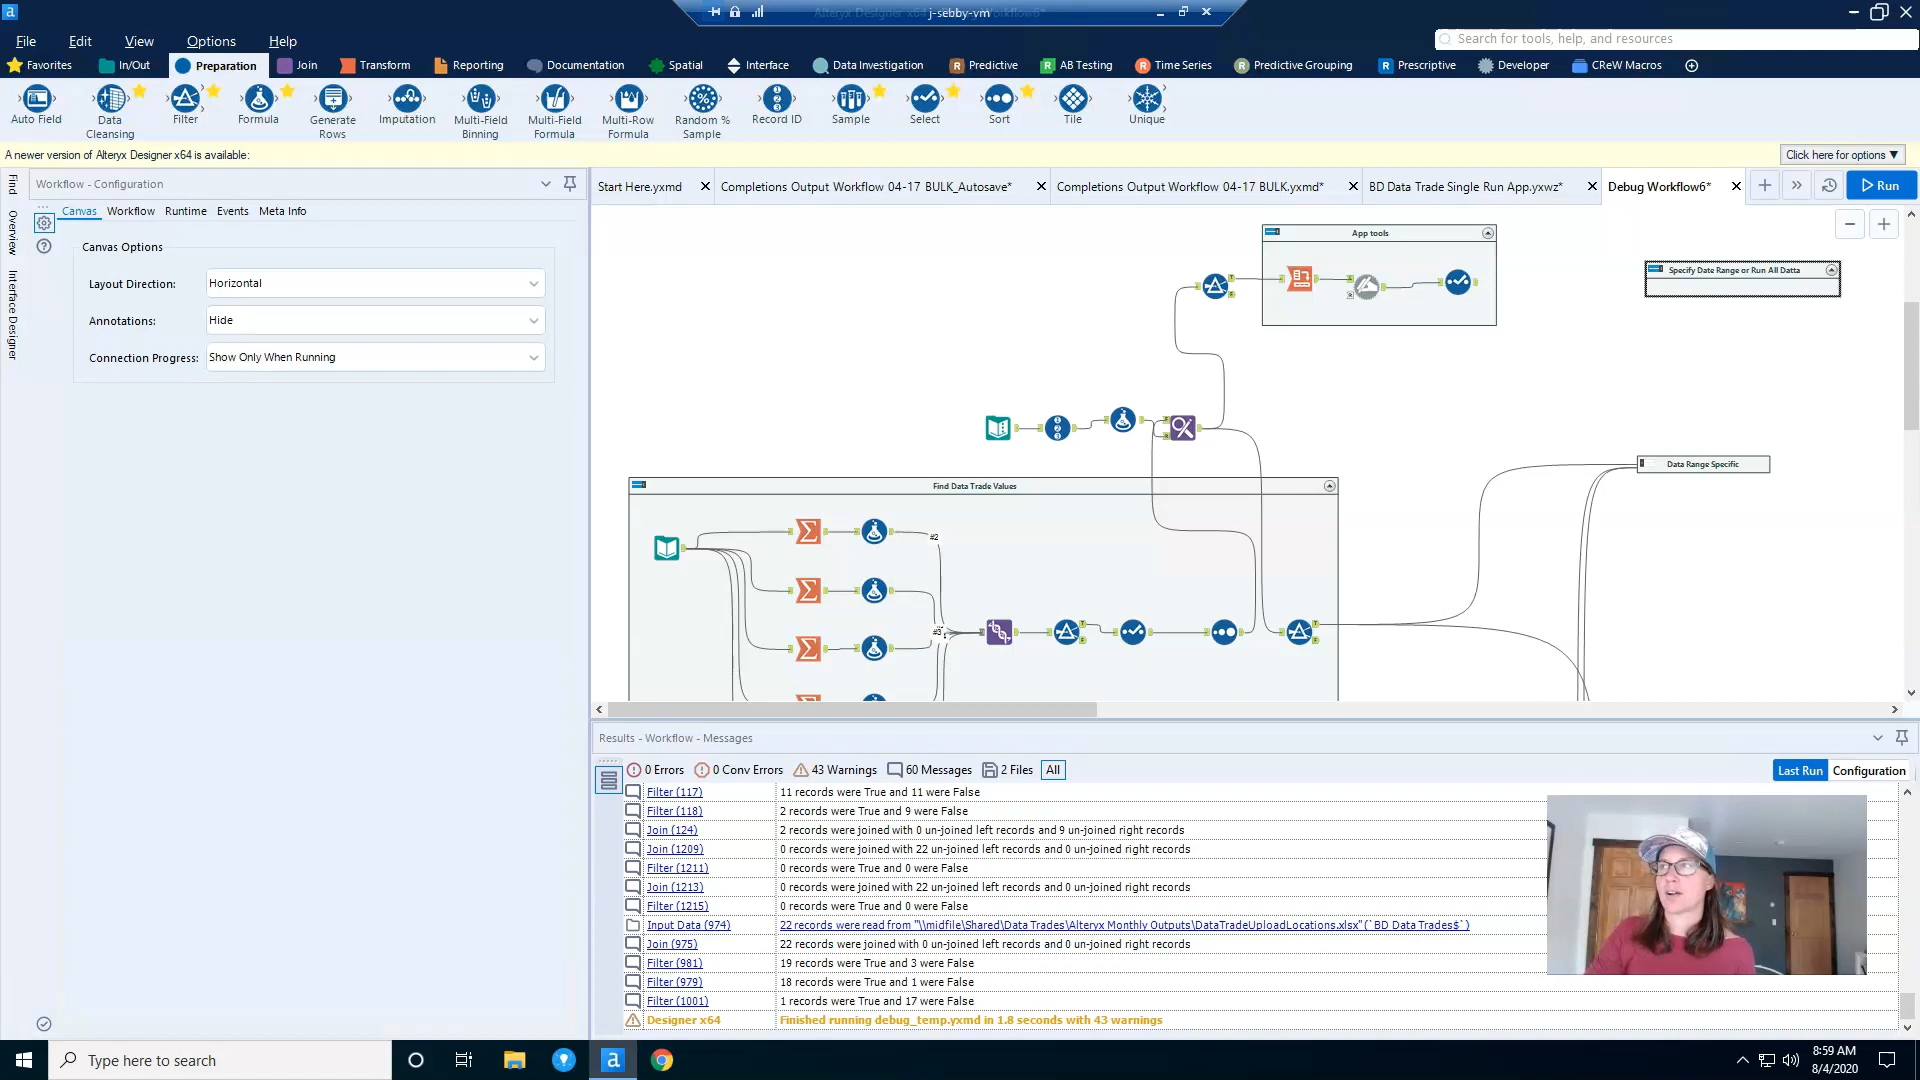 Alteryx Designer x64
j-sebby-vm
File Edit View Options Help
Search for tools, help, and resources
Favorites In/Out Preparation Join Transform Reporting Documentation Spatial Interface Data Investigation Predictive AB Testing Time Series Predictive Grouping Prescriptive Developer CReW Macros
Auto Field Data Cleansing Filter Formula Generate Rows Imputation Multi-Field Binning Multi-Field Formula Multi-Row Formula Random % Sample Record ID Sample Select Sort Tile Unique
A newer version of Alteryx Designer x64 is available:
Click here for options ▼
Find
Overview
Interface Designer
Workflow - Configuration
Canvas Workflow Runtime Events Meta Info
Canvas Options
Layout Direction: Horizontal
Annotations: Hide
Connection Progress: Show Only When Running
Start Here.yxmd Completions Output Workflow 04-17 BULK_Autosave* Completions Output Workflow 04-17 BULK.yxmd* BD Data Trade Single Run App.yxwz* Debug Workflow6*
Run
App tools
Specify Date Range or Run All Datta
Data Range Specific
Find Data Trade Values
#2
#3
Results - Workflow - Messages
0 Errors 0 Conv Errors 43 Warnings 60 Messages 2 Files All
Last Run Configuration
Filter (117) 11 records were True and 11 were False
Filter (118) 2 records were True and 9 were False
Join (124) 2 records were joined with 0 un-joined left records and 9 un-joined right records
Join (1209) 0 records were joined with 22 un-joined left records and 0 un-joined right records
Filter (1211) 0 records were True and 0 were False
Join (1213) 0 records were joined with 22 un-joined left records and 0 un-joined right records
Filter (1215) 0 records were True and 0 were False
Input Data (974) 22 records were read from "\\midfile\Shared\Data Trades\Alteryx Monthly Outputs\DataTradeUploadLocations.xlsx" (`BD Data Trades$`)
Join (975) 22 records were joined with 0 un-joined left records and 0 un-joined right records
Filter (981) 19 records were True and 3 were False
Filter (979) 18 records were True and 1 were False
Filter (1001) 1 records were True and 17 were False
Designer x64 Finished running debug_temp.yxmd in 1.8 seconds with 43 warnings
Type here to search
8:59 AM
8/4/2020